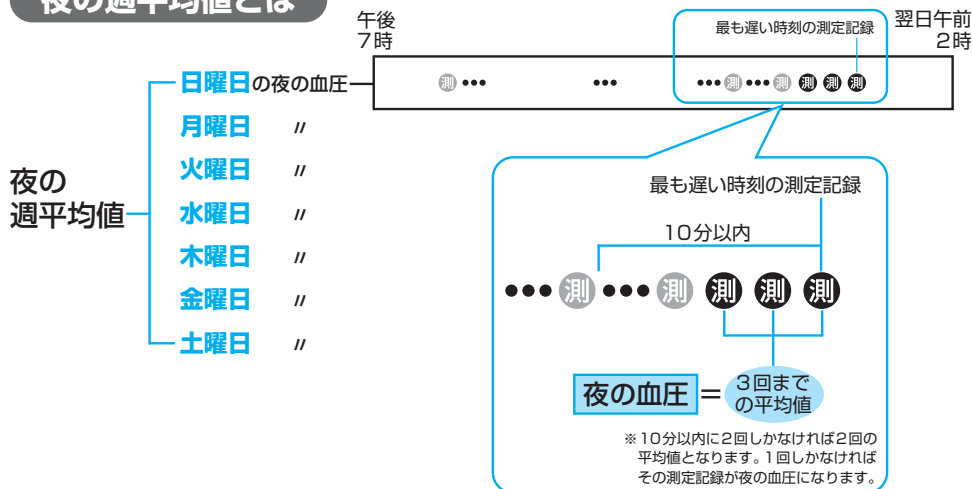 夜の週平均値とは
午後
7時
最も遅い時刻の測定記録
翌日午前
2時
日曜日の夜の血圧
測••• ••• •••測•••測測測測
月曜日 〃
火曜日 〃
水曜日 〃
木曜日 〃
金曜日 〃
土曜日 〃
夜の
週平均値
最も遅い時刻の測定記録
10分以内
•••測•••測測測測
夜の血圧＝3回まで
の平均値
※10分以内に2回しかなければ2回の
平均値となります。1回しかなければ
その測定記録が夜の血圧になります。